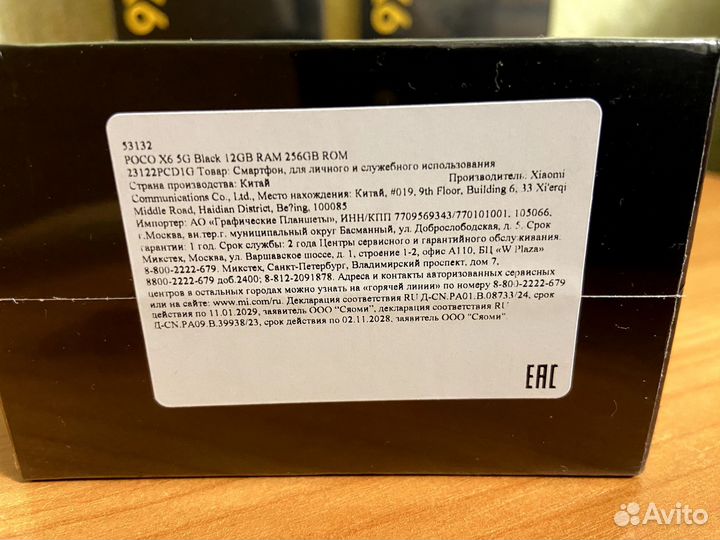 53132
POCO X6 5G Black 12GB RAM 256GB ROM
23122PCD1G Товар: Смартфон, для личного и служебного использования
Страна производства: Китай Производитель: Xiaomi
Communications Co., Ltd., Место нахождения: Китай, #019, 9th Floor, Building 6, 33 Xi'erqi
Middle Road, Haidian District, Be?ing, 100085
Импортер: АО «Графические Планшеты», ИНН/КПП 7709569343/770101001, 105066,
г.Москва, вн.тер.г. муниципальный округ Басманный, ул. Доброслободская, д. 5. Срок
гарантии: 1 год. Срок службы: 2 года Центры сервисного и гарантийного обслуживания:
Микстех, Москва, ул. Варшавское шоссе, д. 1, строение 1-2, офис А110, БЦ «W Plaza»
8-800-2222-679. Микстех, Санкт-Петербург, Владимирский проспект, дом 7,
8800-2222-679 доб.2400; 8-812-2091878. Адреса и контакты авторизованных сервисных
центров в остальных городах можно узнать на «горячей линии» по номеру 8-800-2222-679
или на сайте: www.mi.com/ru. Декларация соответствия RU Д-CN.РА01.В.08733/24, срок
действия по 11.01.2029, заявитель ООО "Сяоми", декларация соответствия RU
Д-CN.РА09.В.39938/23, срок действия по 02.11.2028, заявитель ООО "Сяоми".
EAC
Avito